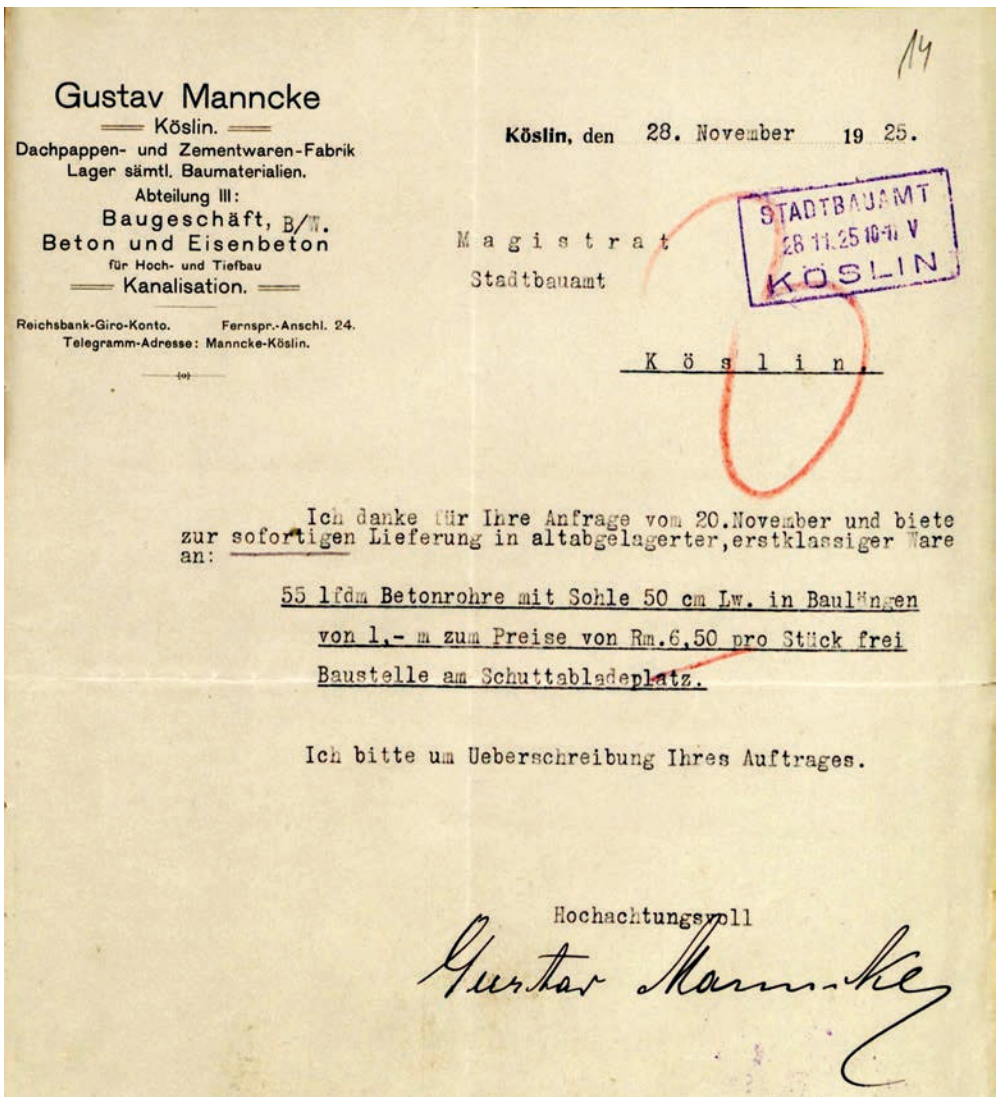 14
Gustav Manncke
Köslin.
Dachpappen- und Zementwaren-Fabrik
Lager sämtl. Baumaterialien.
Abteilung III:
Baugeschäft, B/W.
Beton und Eisenbeton
für Hoch- und Tiefbau
Kanalisation.
Reichsbank-Giro-Konto. Fernspr.-Anschl. 24.
Telegramm-Adresse: Manncke-Köslin.
Köslin, den 28. November 1925.
STADTBAUAMT
28.11.25 10-11 V
KÖSLIN
Magistrat
Stadtbauamt
Köslin.
Ich danke für Ihre Anfrage vom 20.November und biete
zur sofortigen Lieferung in altabgelagerter,erstklassiger Ware
an:
55 lfdm Betonrohre mit Sohle 50 cm Lw. in Baulängen
von 1,- m zum Preise von Rm.6,50 pro Stück frei
Baustelle am Schuttabladeplatz.
Ich bitte um Ueberschreibung Ihres Auftrages.
Hochachtungsvoll
Gustav Manncke